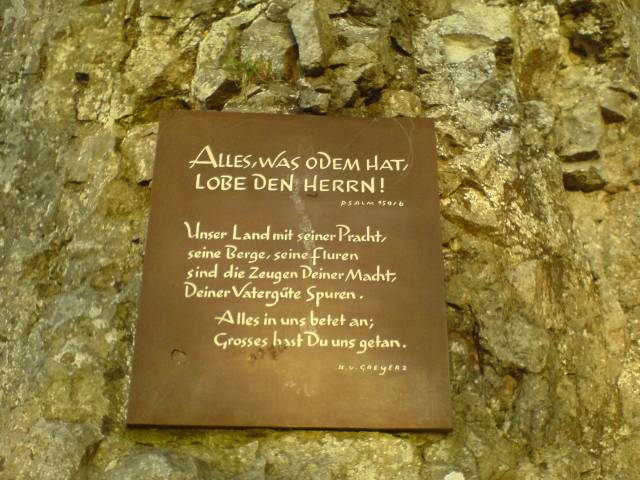 ALLES, WAS ODEM HAT,
LOBE DEN HERRN!
PSALM 150/6
Unser Land mit seiner Pracht,
seine Berge, seine Fluren
sind die Zeugen Deiner Macht,
Deiner Vatergüte Spuren.
Alles in uns betet an;
Grosses hast Du uns getan.
H.V. GREYERZ